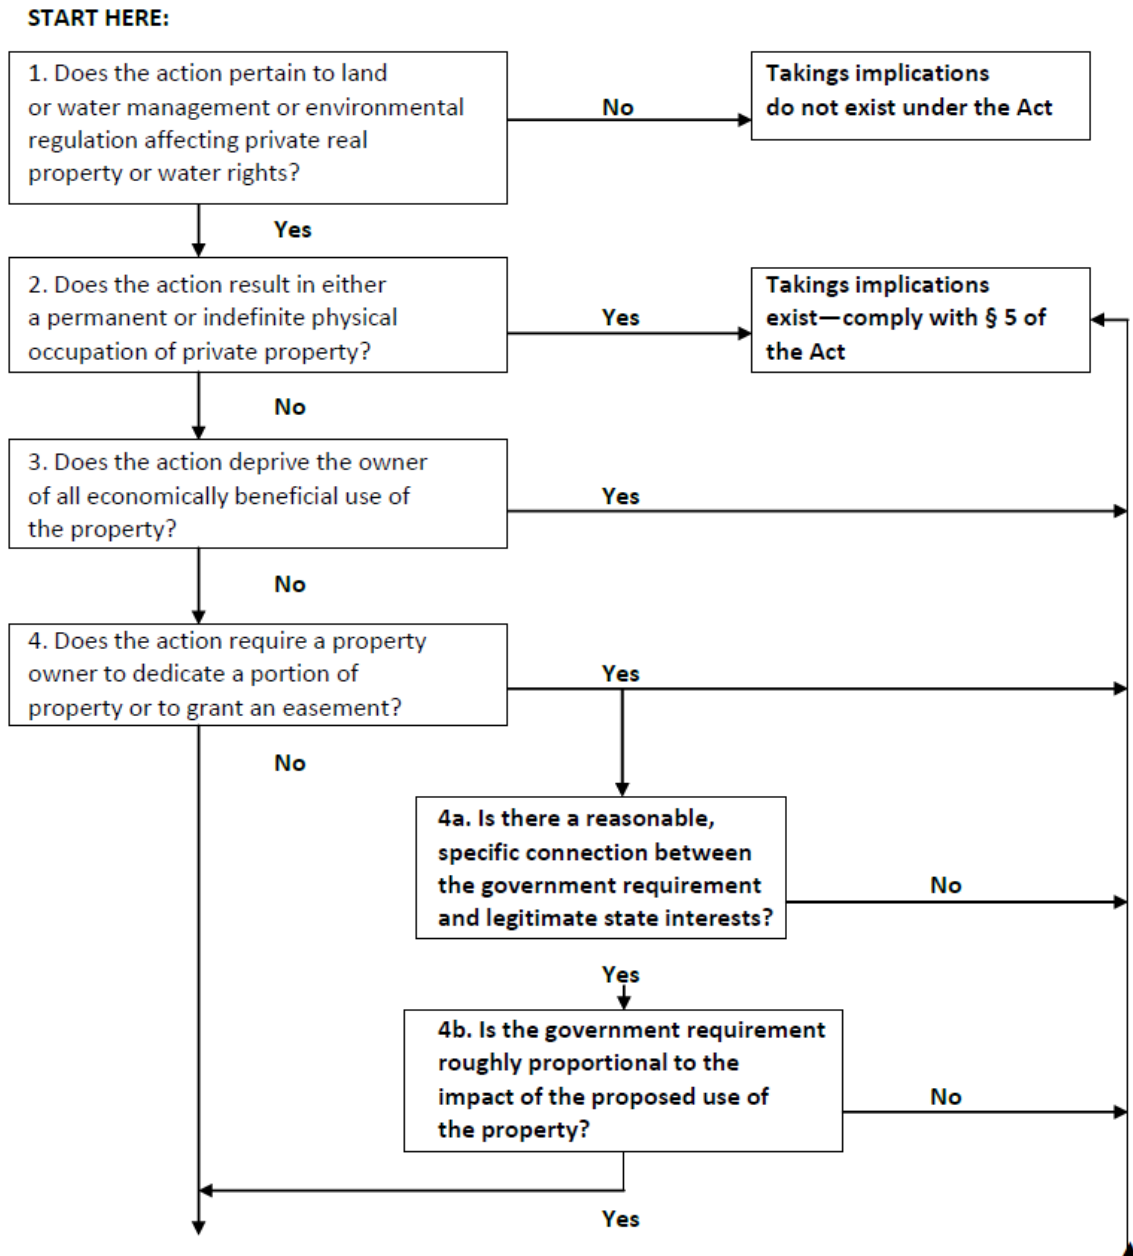 START HERE:
1. Does the action pertain to land
or water management or environmental
regulation affecting private real
property or water rights?
No
Takings implications
do not exist under the Act
Yes
2. Does the action result in either
a permanent or indefinite physical
occupation of private property?
Yes
Takings implications
exist—comply with § 5 of
the Act
No
3. Does the action deprive the owner
of all economically beneficial use of
the property?
Yes
No
4. Does the action require a property
owner to dedicate a portion of
property or to grant an easement?
Yes
No
4a. Is there a reasonable,
specific connection between
the government requirement
and legitimate state interests?
No
Yes
4b. Is the government requirement
roughly proportional to the
impact of the proposed use of
the property?
No
Yes